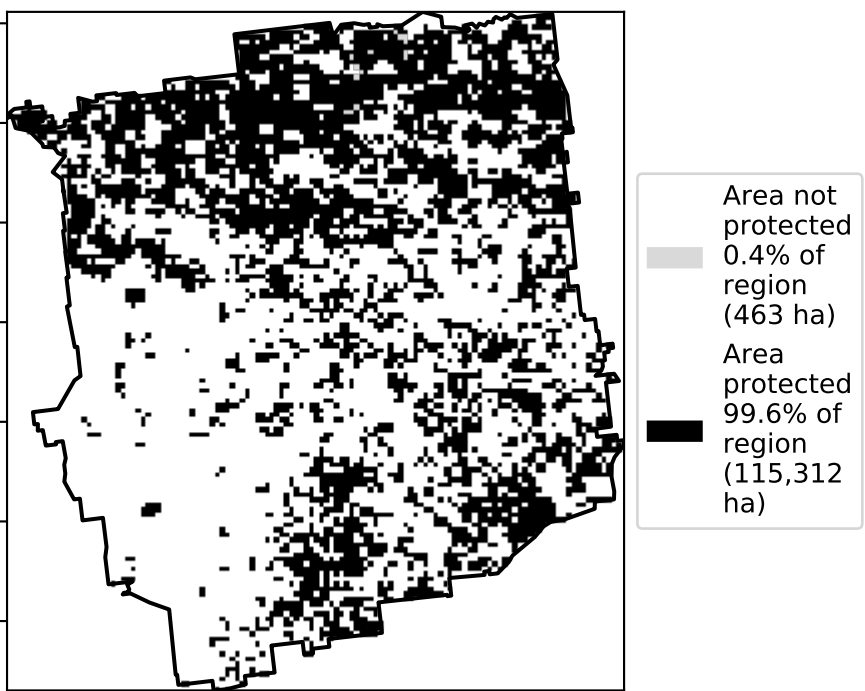 Area not
protected
0.4% of
region
(463 ha)
Area
protected
99.6% of
region
(115,312
ha)